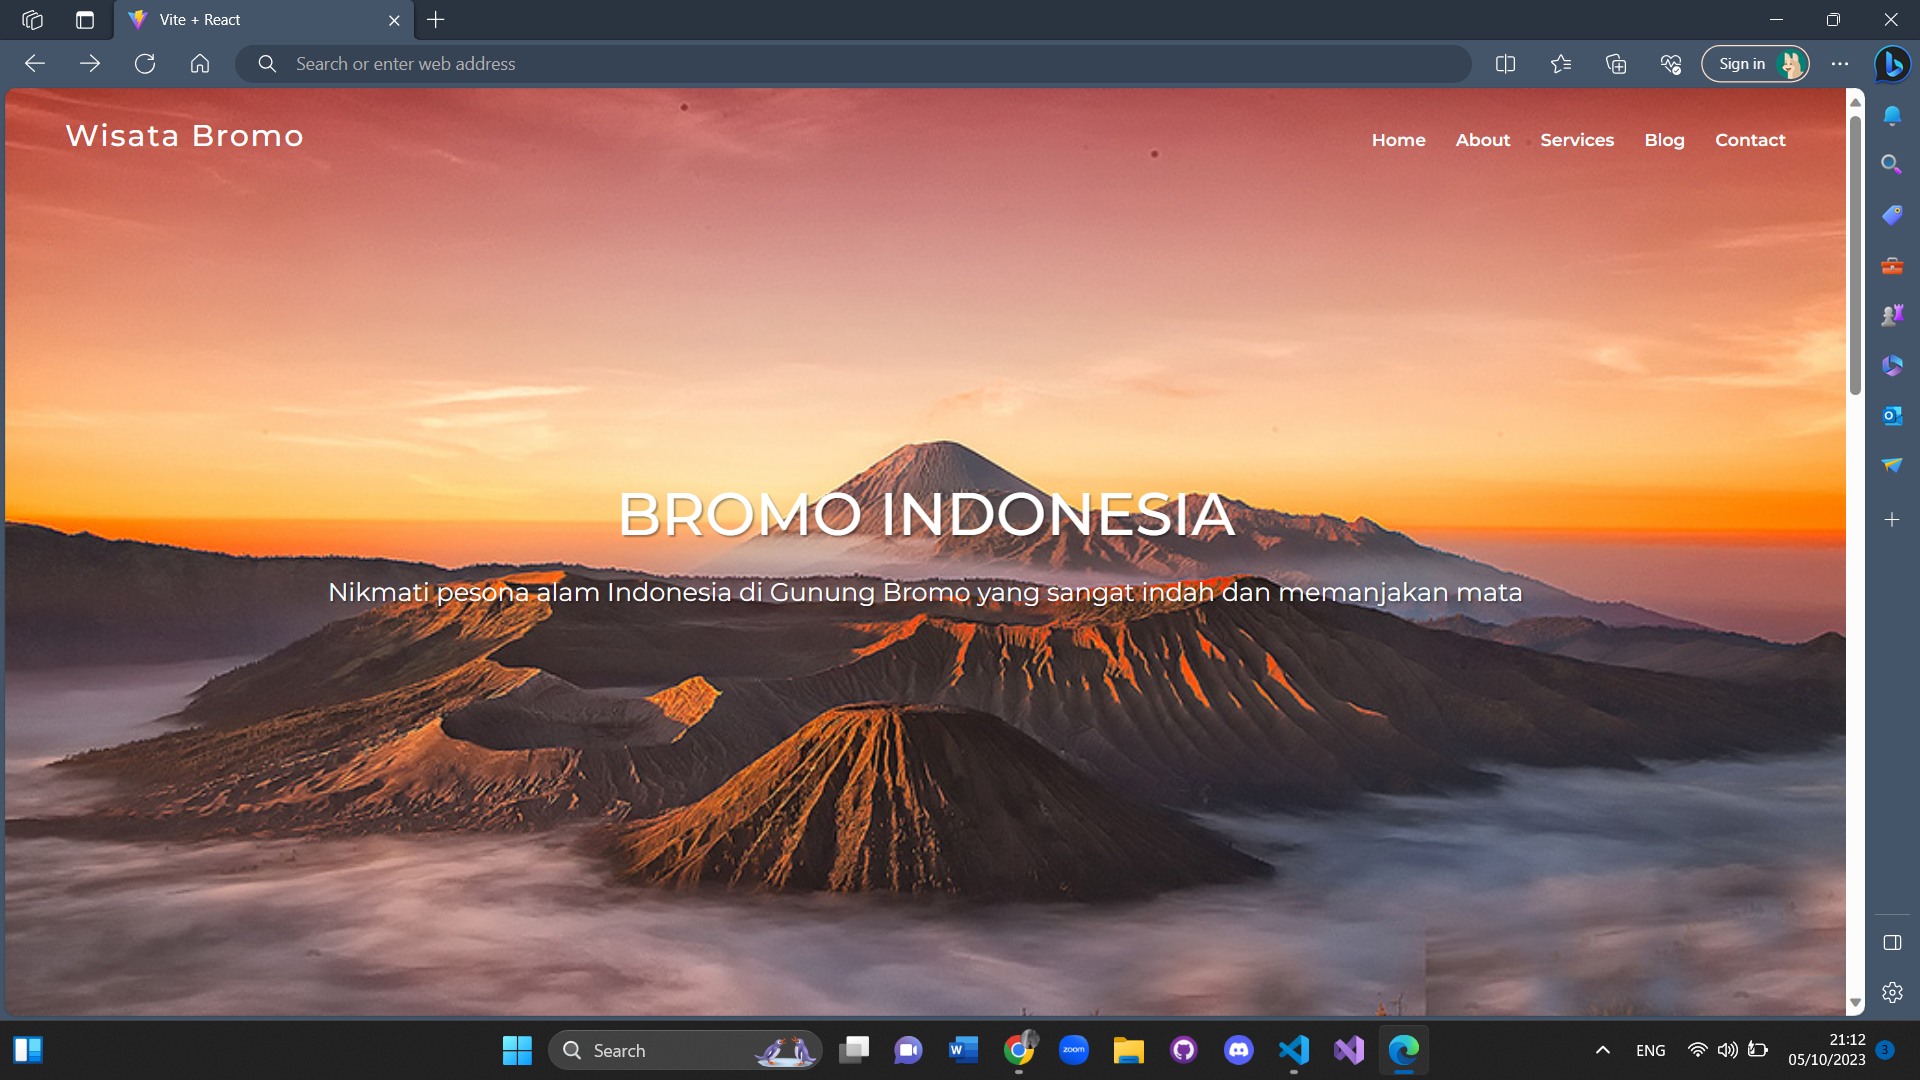 Vite + React
Search or enter web address
Sign in
Wisata Bromo
Home About Services Blog Contact
BROMO INDONESIA
Nikmati pesona alam Indonesia di Gunung Bromo yang sangat indah dan memanjakan mata
Search
zoom
ENG
21:12
05/10/2023
3